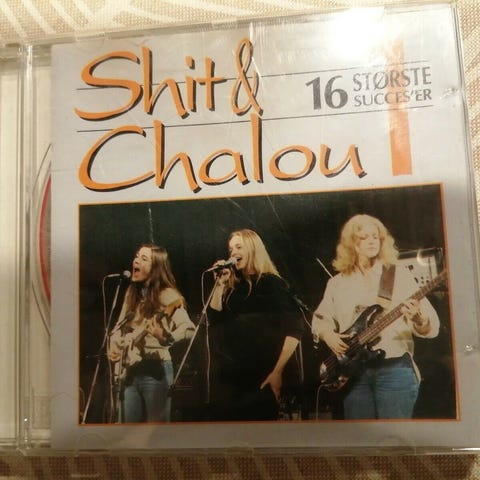 Shit &
Chalou
16 STØRSTE
SUCCES'ER